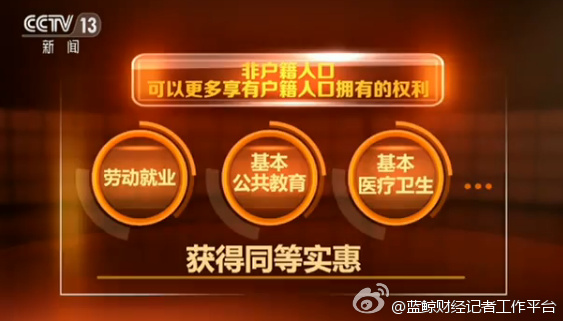 CCTV 13
新闻
非户籍人口
可以更多享有户籍人口拥有的权利
劳动就业
基本
公共教育
基本
医疗卫生
...
获得同等实惠
@蓝鲸财经记者工作平台